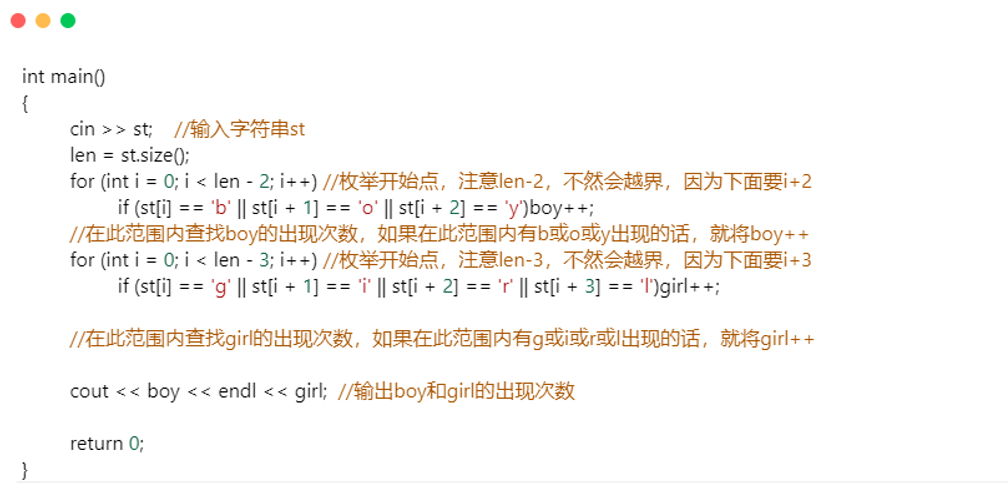 int main()
{
cin >> st; //输入字符串st
len = st.size();
for (int i = 0; i < len - 2; i++) //枚举开始点，注意len-2，不然会越界，因为下面要i+2
if (st[i] == 'b' || st[i + 1] == 'o' || st[i + 2] == 'y')boy++;
//在此范围内查找boy的出现次数，如果在此范围内有b或o或y出现的话，就将boy++
for (int i = 0; i < len - 3; i++) //枚举开始点，注意len-3，不然会越界，因为下面要i+3
if (st[i] == 'g' || st[i + 1] == 'i' || st[i + 2] == 'r' || st[i + 3] == 'l')girl++;
//在此范围内查找girl的出现次数，如果在此范围内有g或i或r或l出现的话，就将girl++
cout << boy << endl << girl; //输出boy和girl的出现次数
return 0;
}